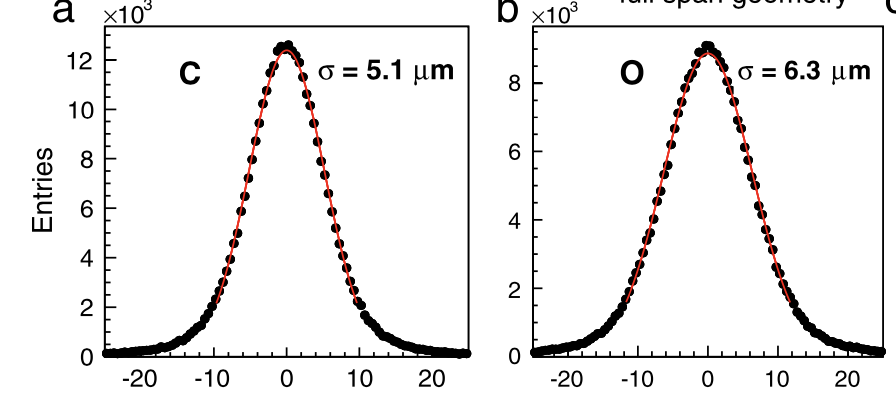 a
×10³
C
σ = 5.1 μm
Entries
12
10
8
6
4
2
0
-20 -10 0 10 20
b
×10³
full span geometry
O
σ = 6.3 μm
8
6
4
2
0
-20 -10 0 10 20